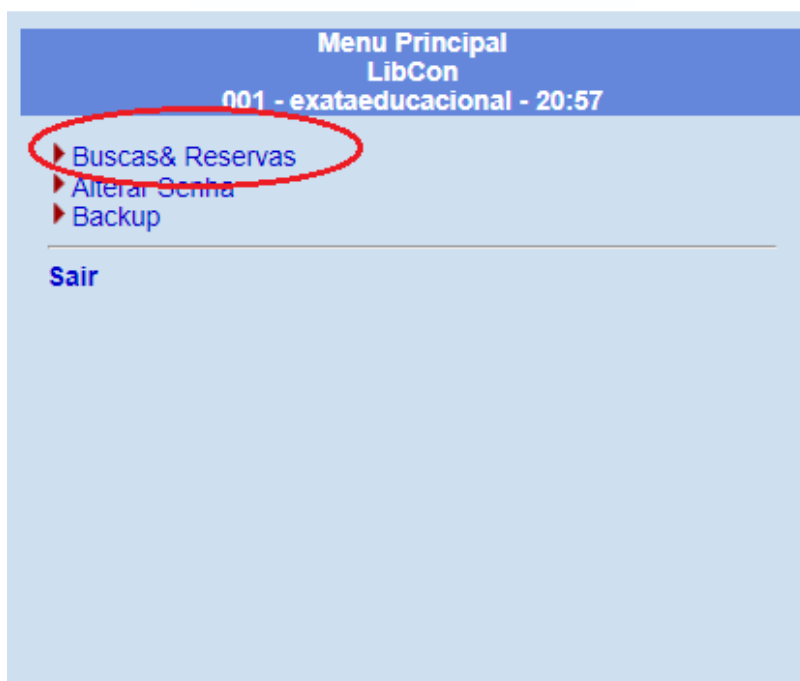 Menu Principal
LibCon
001 - exataeducacional - 20:57
Buscas& Reservas
Alterar Senha
Backup
Sair